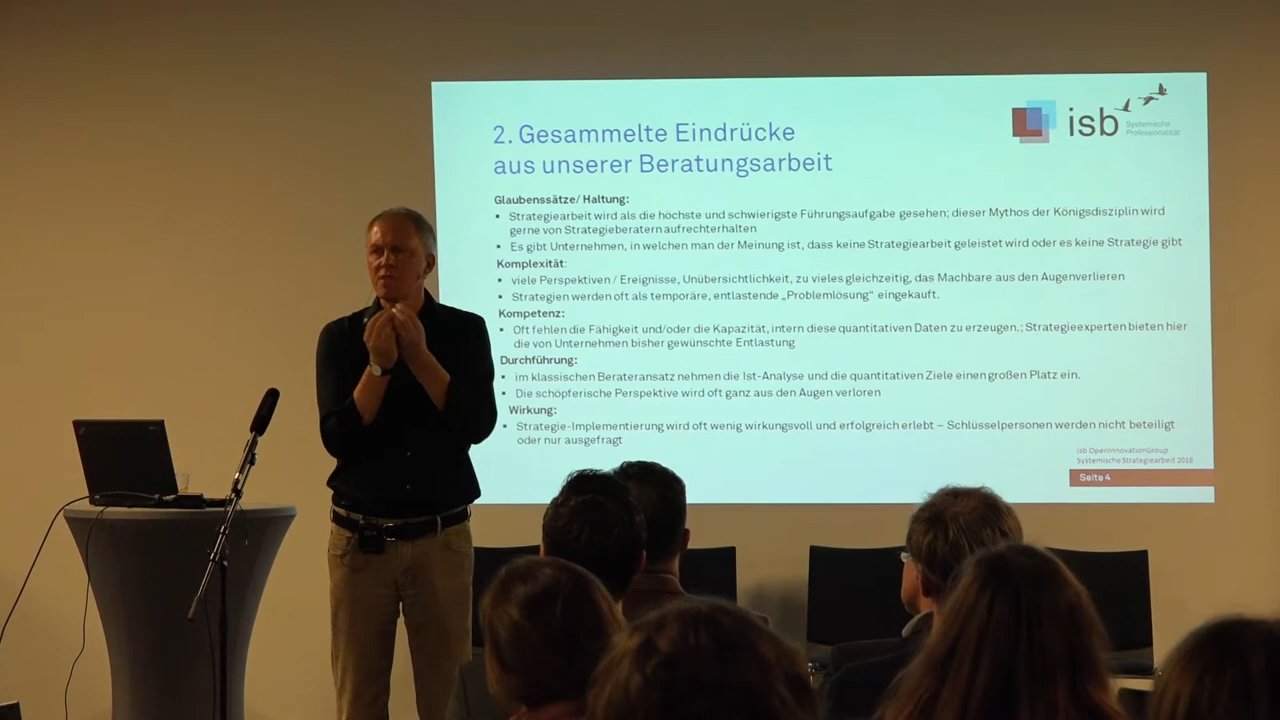 2. Gesammelte Eindrücke
aus unserer Beratungsarbeit
isb
Systemische
Professionalität
Glaubenssätze/ Haltung:
▪ Strategiearbeit wird als die höchste und schwierigste Führungsaufgabe gesehen; dieser Mythos der Königsdisziplin wird
gerne von Strategieberatern aufrechterhalten
▪ Es gibt Unternehmen, in welchen man der Meinung ist, dass keine Strategiearbeit geleistet wird oder es keine Strategie gibt
Komplexität:
▪ viele Perspektiven / Ereignisse, Unübersichtlichkeit, zu vieles gleichzeitig, das Machbare aus den Augenverlieren
▪ Strategien werden oft als temporäre, entlastende „Problemlösung“ eingekauft.
Kompetenz:
▪ Oft fehlen die Fähigkeit und/oder die Kapazität, intern diese quantitativen Daten zu erzeugen.; Strategieexperten bieten hier
die von Unternehmen bisher gewünschte Entlastung
Durchführung:
▪ im klassischen Berateransatz nehmen die Ist-Analyse und die quantitativen Ziele einen großen Platz ein.
▪ Die schöpferische Perspektive wird oft ganz aus den Augen verloren
Wirkung:
▪ Strategie-Implementierung wird oft wenig wirkungsvoll und erfolgreich erlebt – Schlüsselpersonen werden nicht beteiligt
oder nur ausgefragt
isb OpenInnovationGroup
Systemische Strategiearbeit 2018
Seite 4